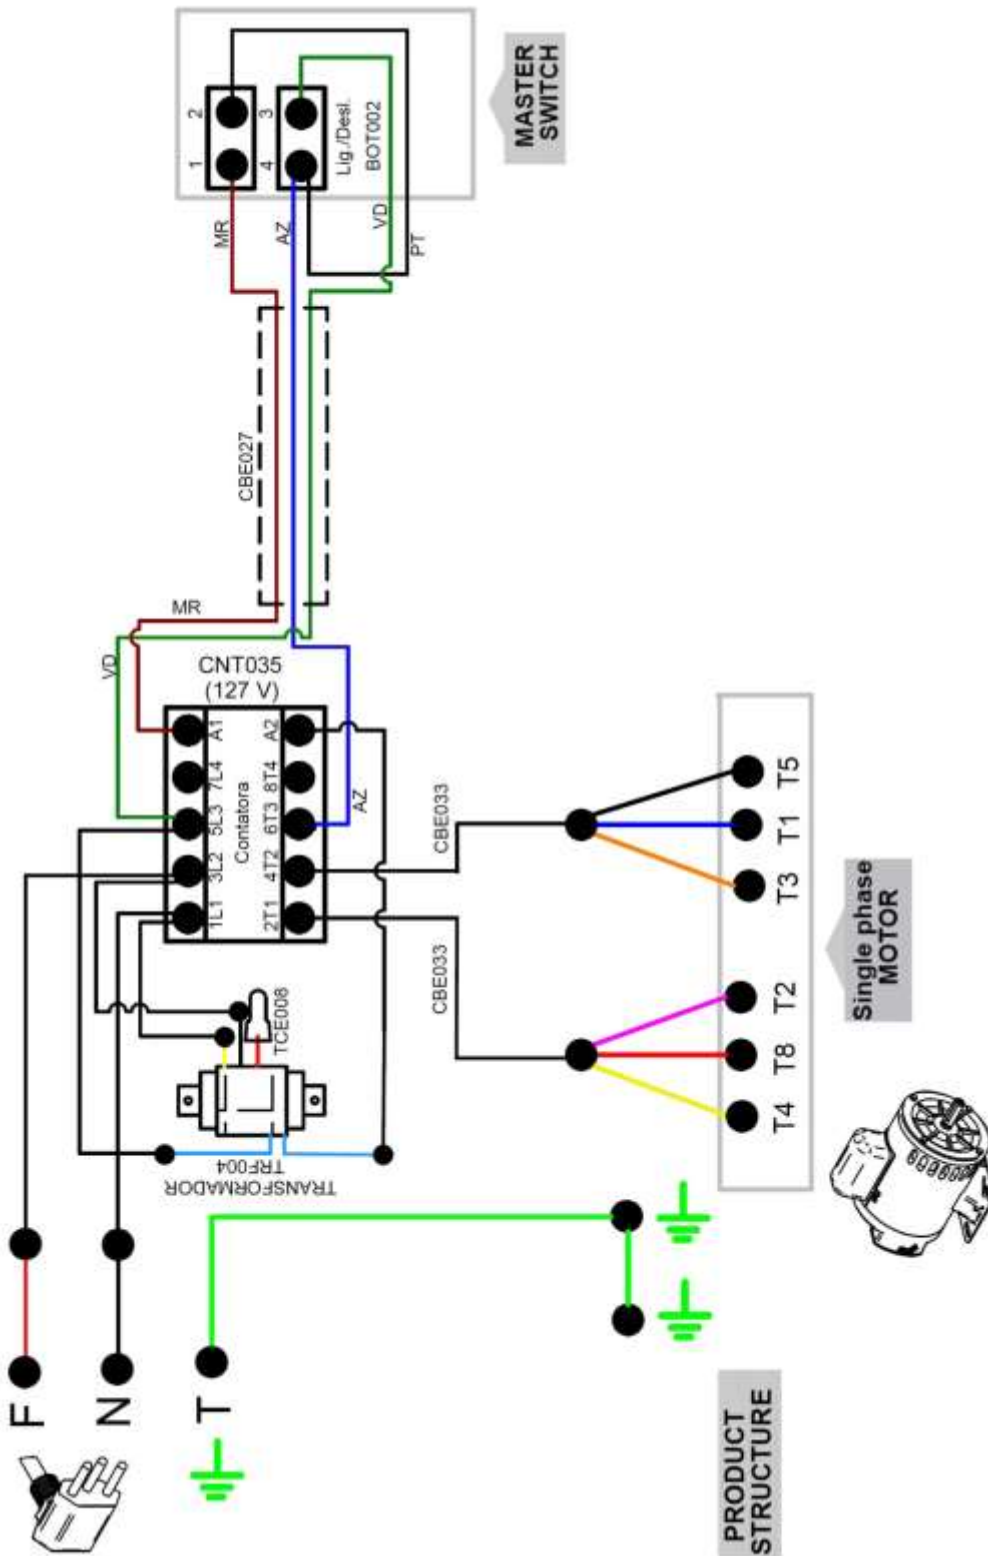 MASTER
SWITCH
2
1
3
4
Lig./Desl.
BOT002
MR
AZ
VD
PT
CBE027
MR
VD
CNT035
(127 V)
A1
7L4
5L3
3L2
1L1
Contatora
A2
8T4
6T3
4T2
2T1
AZ
CBE033
CBE033
T5
T1
T3
T2
T8
T4
Single phase
MOTOR
TCE008
TRANSFORMADOR
TRF004
F
N
T
PRODUCT
STRUCTURE